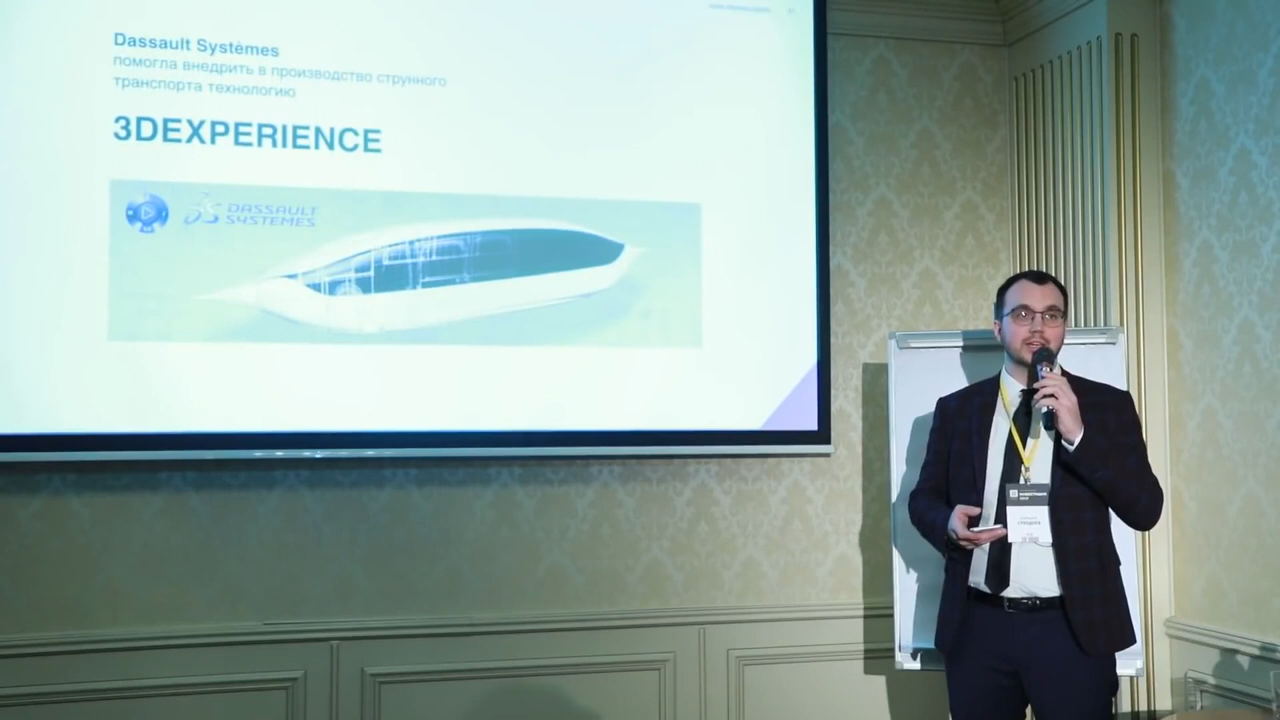 Dassault Systèmes
помогла внедрить в производство струнного
транспорта технологию
3DEXPERIENCE
DASSAULT
SYSTEMES